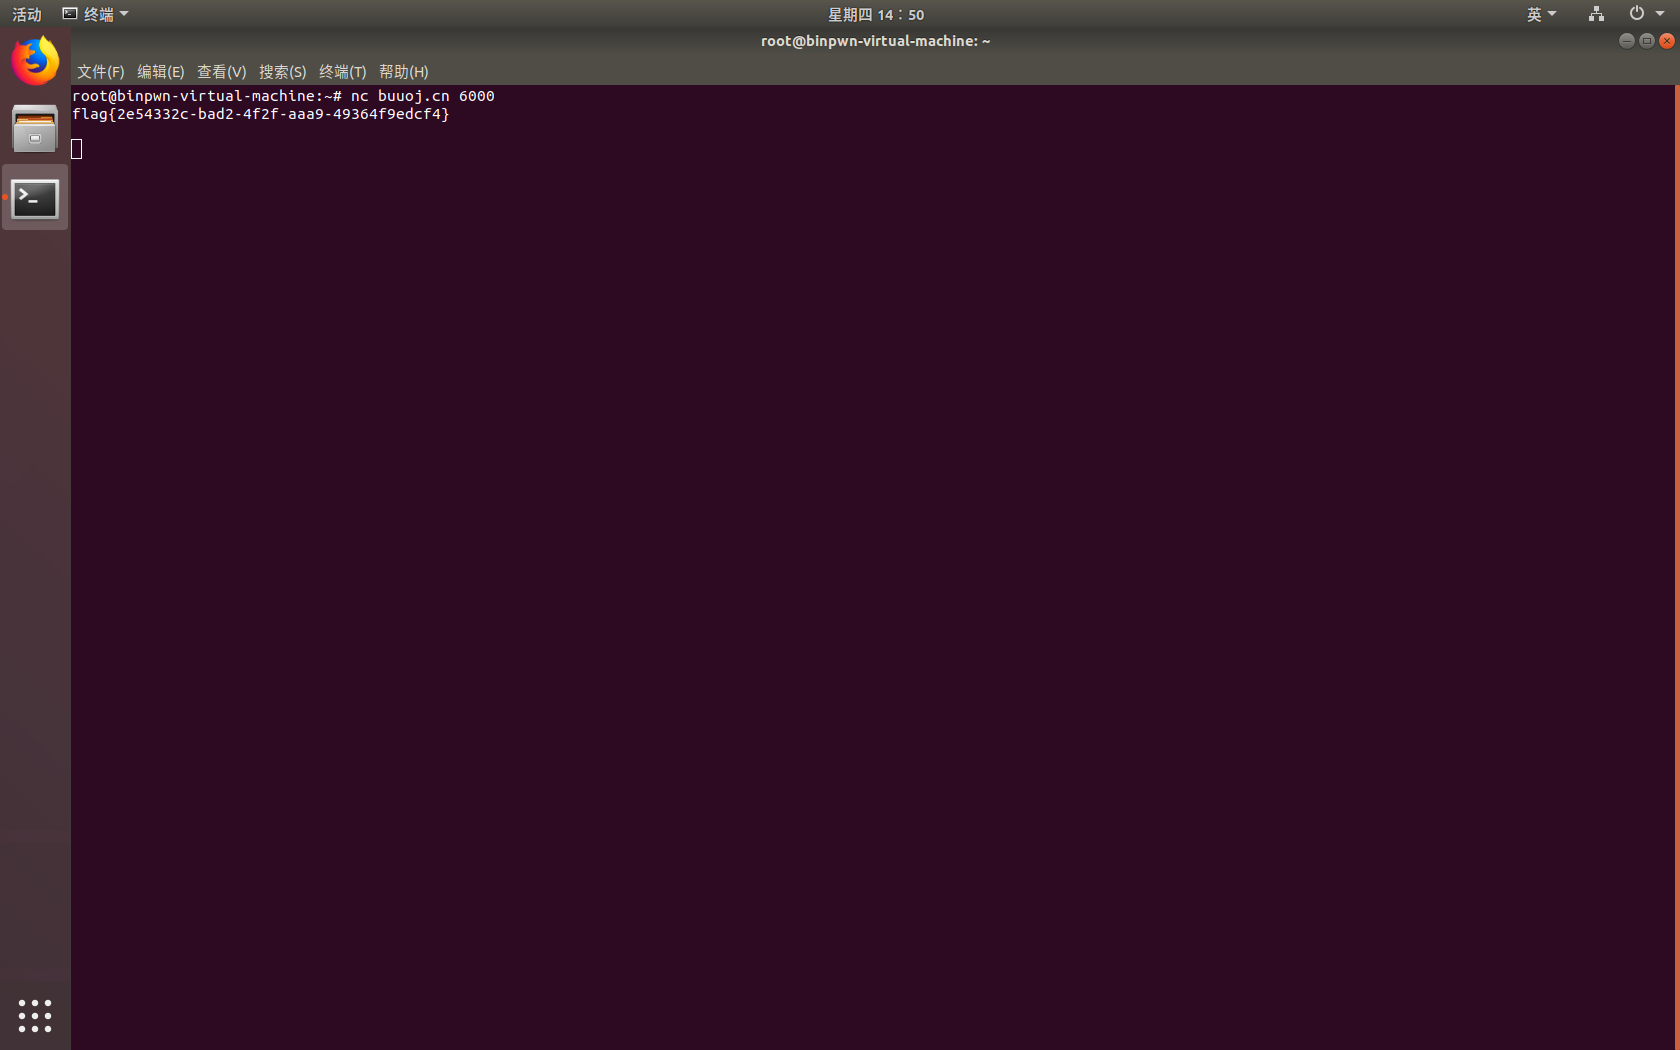 活动 终端 星期四 14：50 英
root@binpwn-virtual-machine: ~
文件(F) 编辑(E) 查看(V) 搜索(S) 终端(T) 帮助(H)
root@binpwn-virtual-machine:~# nc buuoj.cn 6000
flag{2e54332c-bad2-4f2f-aaa9-49364f9edcf4}